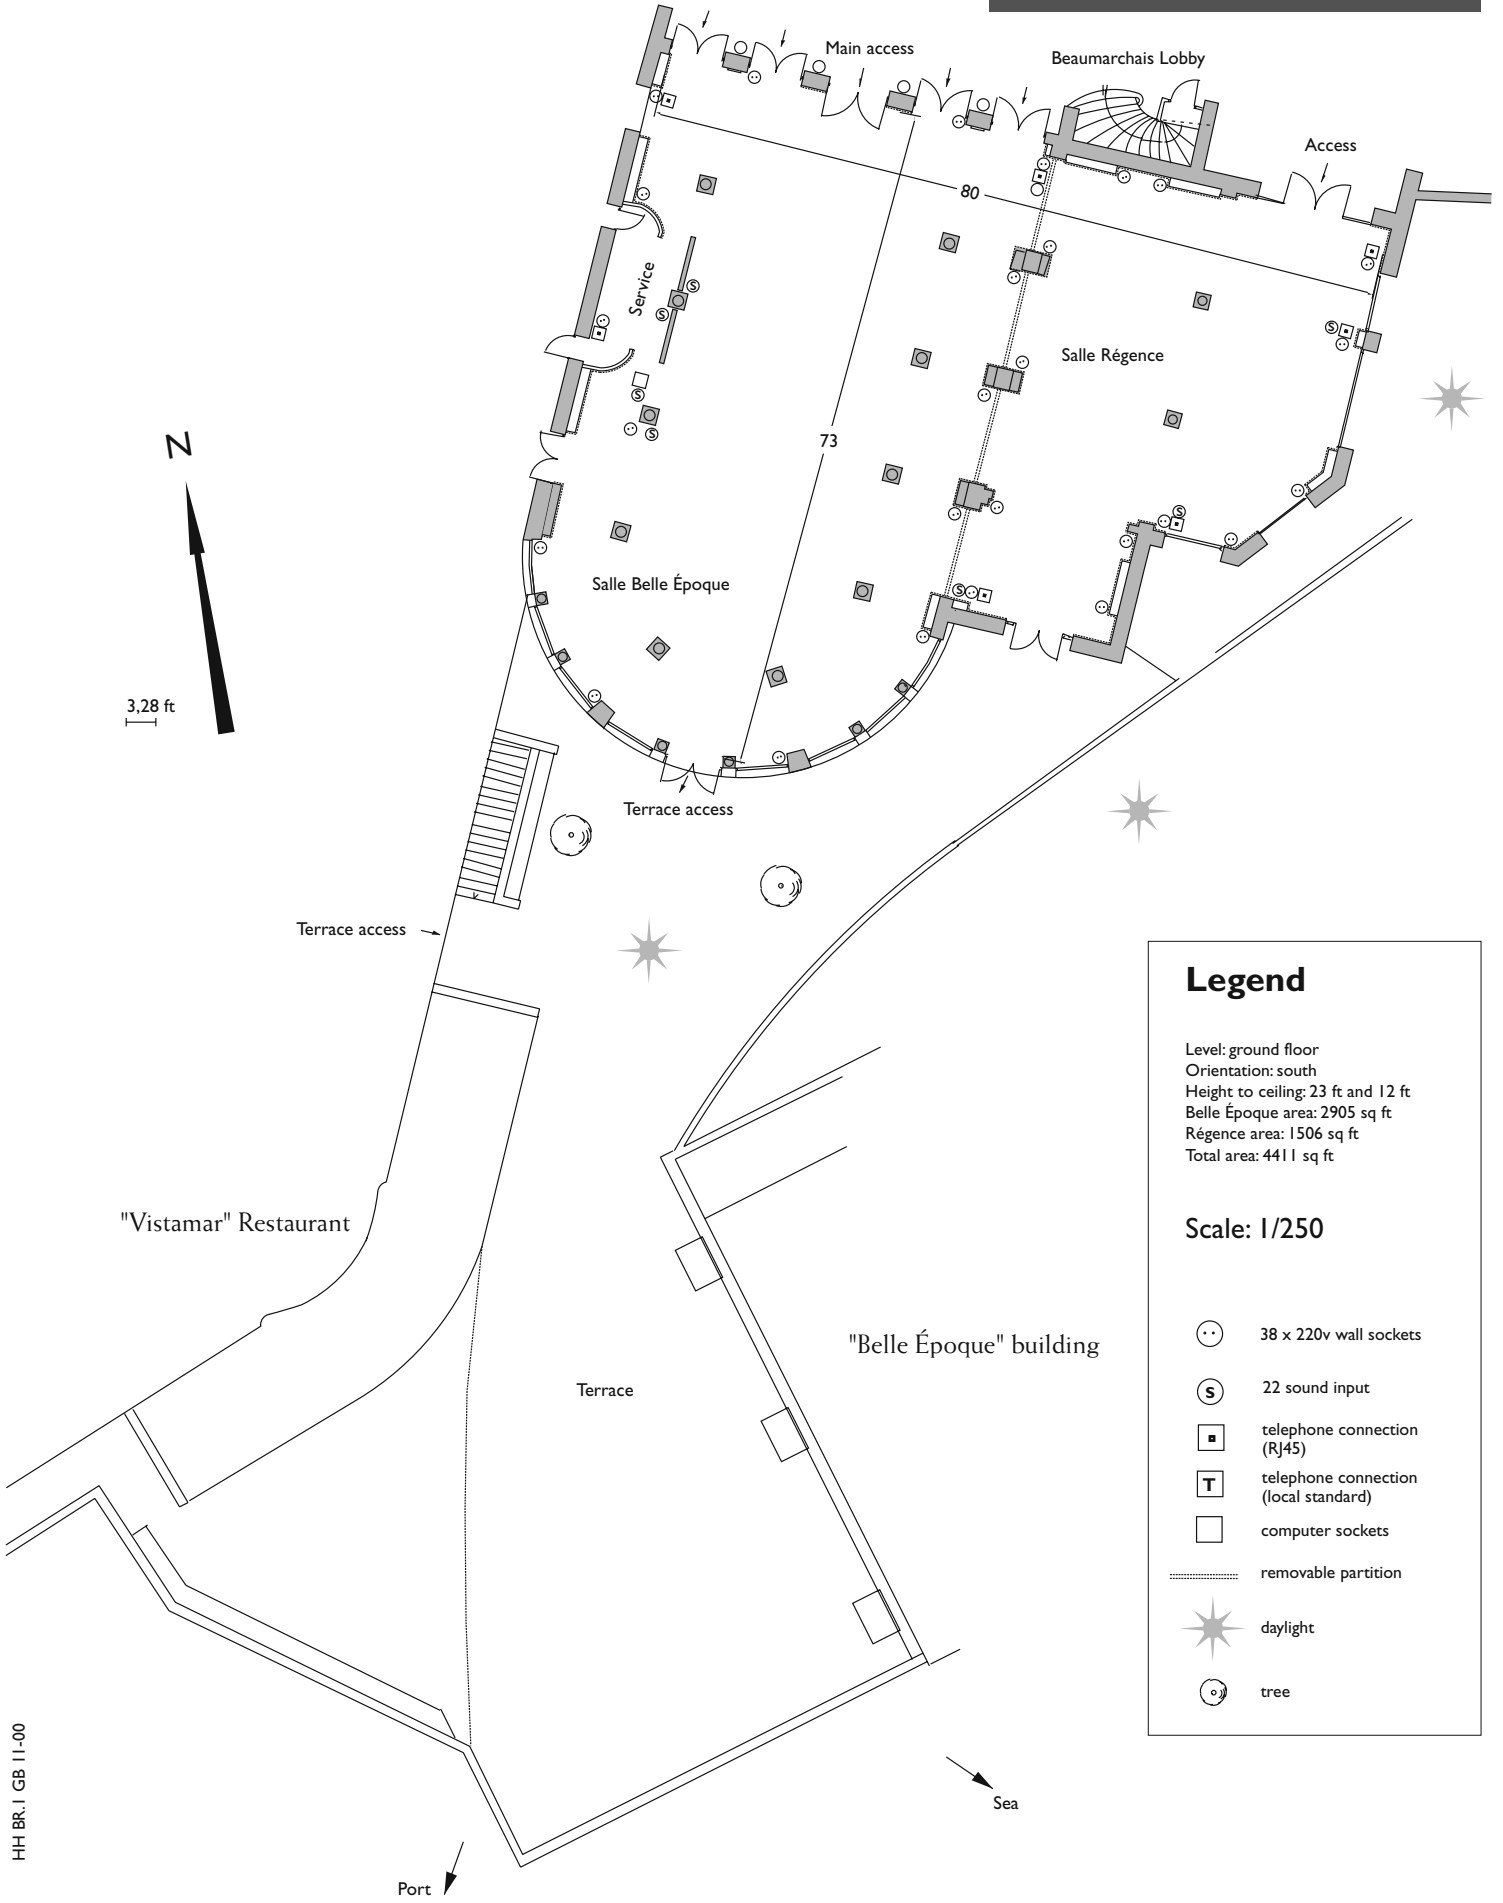 Main access
Beaumarchais Lobby
Access
80
Service
Salle Régence
73
N
Salle Belle Époque
3,28 ft
Terrace access
Terrace access
Legend
Level: ground floor
Orientation: south
Height to ceiling: 23 ft and 12 ft
Belle Époque area: 2905 sq ft
Régence area: 1506 sq ft
Total area: 4411 sq ft
Scale: 1/250
38 x 220v wall sockets
S
22 sound input
telephone connection
(RJ45)
T
telephone connection
(local standard)
computer sockets
removable partition
daylight
tree
"Vistamar" Restaurant
"Belle Époque" building
Terrace
Sea
Port
HH BR.1 GB 11-00
S
S
S
S
S
S
S